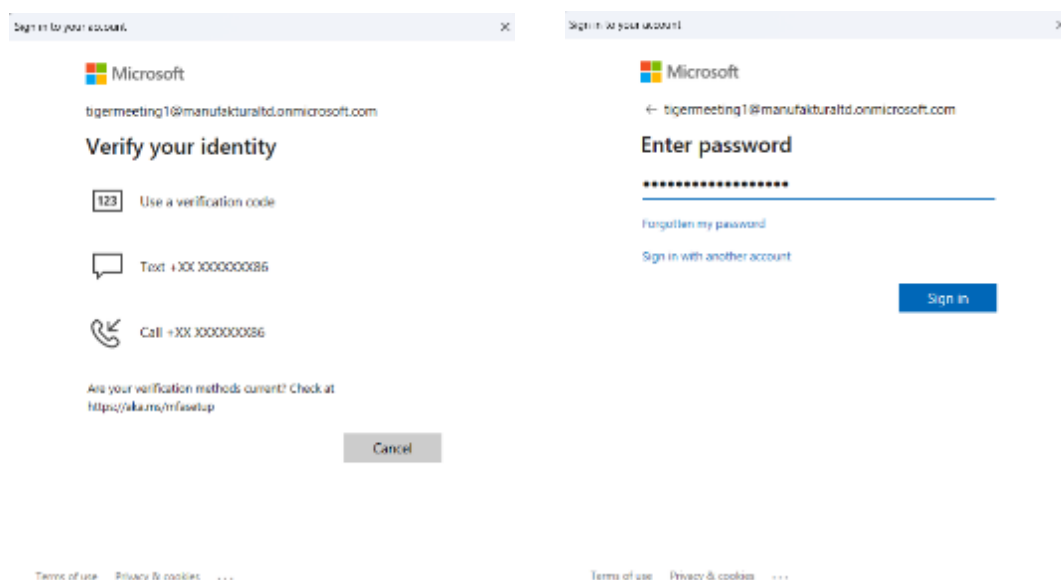 Sign in to your account
Microsoft
tigermeeting1@manufakturaltd.onmicrosoft.com
Verify your identity
123 Use a verification code
Text +XX XXXXXXXX86
Call +XX XXXXXXXX86
Are your verification methods current? Check at
https://aka.ms/mfasetup
Cancel
Terms of use Privacy & cookies ...
Sign in to your account
Microsoft
← tigermeeting1@manufakturaltd.onmicrosoft.com
Enter password
••••••••••••••••••
Forgotten my password
Sign in with another account
Sign in
Terms of use Privacy & cookies ...